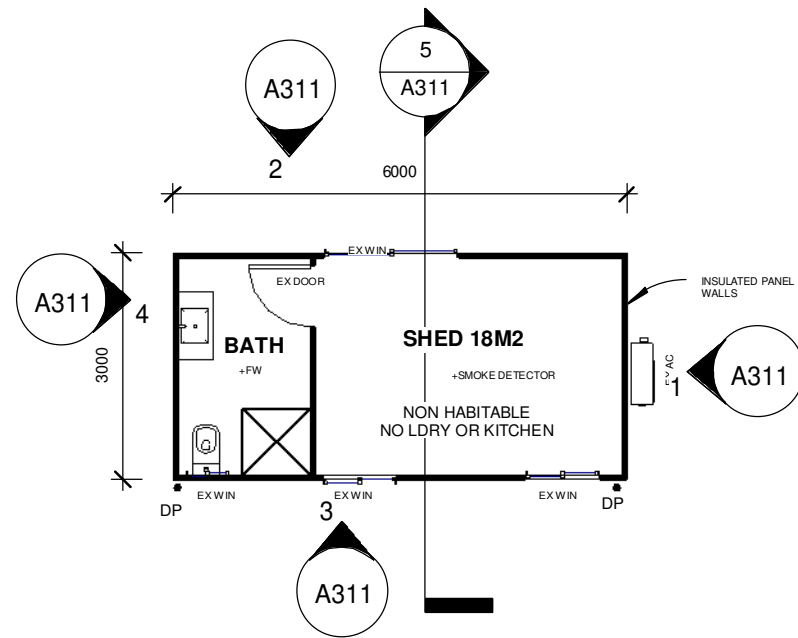 5
A311
A311
2
6000
EX WIN
EX DOOR
INSULATED PANEL
WALLS
A311
4
BATH
SHED 18M2
+FW
+SMOKE DETECTOR
3000
AC
1
A311
NON HABITABLE
NO LDRY OR KITCHEN
EX WIN
EX WIN
EX WIN
DP
DP
3
A311